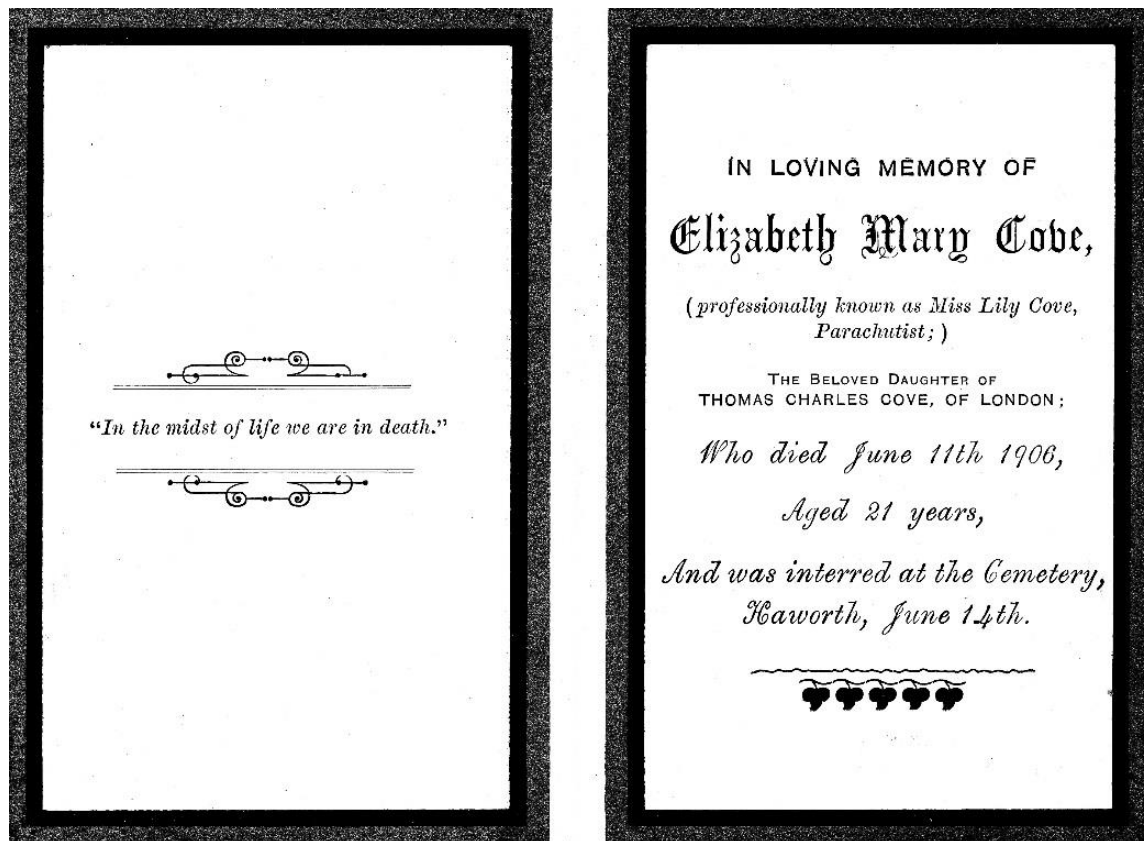 "In the midst of life we are in death."
IN LOVING MEMORY OF
Elizabeth Mary Cove,
(professionally known as Miss Lily Cove,
Parachutist;)
THE BELOVED DAUGHTER OF
THOMAS CHARLES COVE, OF LONDON;
Who died June 11th 1906,
Aged 21 years,
And was interred at the Cemetery,
Haworth, June 14th.